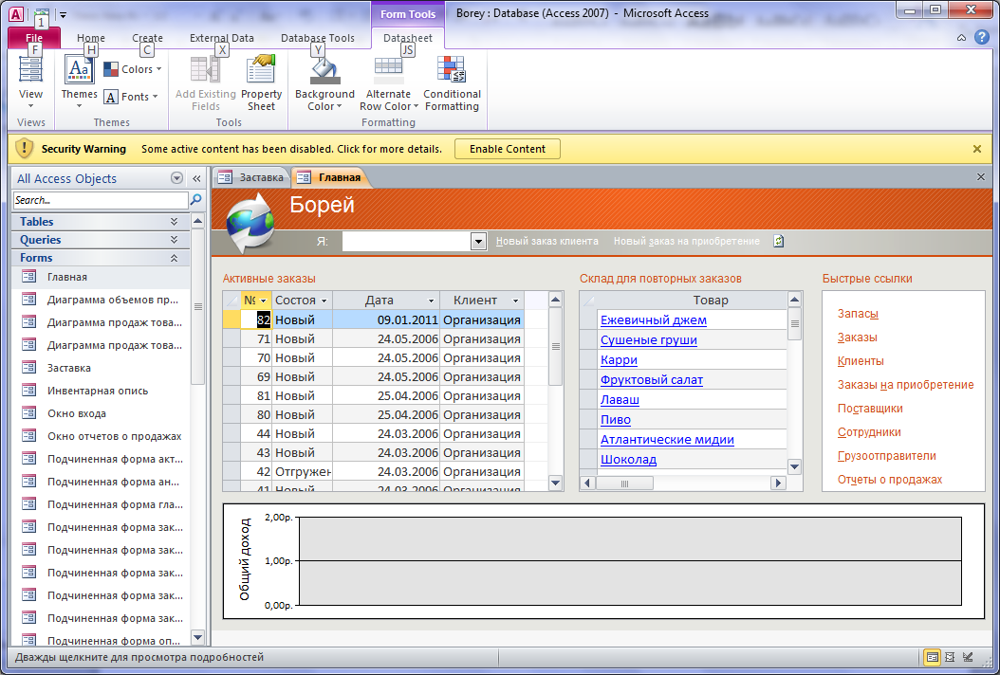 A
1
Form Tools
Borey : Database (Access 2007) - Microsoft Access
File
Home
Create
External Data
Database Tools
Datasheet
F
H
C
X
Y
JS
View
Themes
Colors
Fonts
Add Existing Fields
Property Sheet
Background Color
Alternate Row Color
Conditional Formatting
Views
Themes
Tools
Formatting
Security Warning Some active content has been disabled. Click for more details. Enable Content
All Access Objects
Search...
Tables
Queries
Forms
Главная
Диаграмма объемов пр...
Диаграмма продаж това...
Диаграмма продаж това...
Заставка
Инвентарная опись
Окно входа
Окно отчетов о продажах
Подчиненная форма акт...
Подчиненная форма ан...
Подчиненная форма гла...
Подчиненная форма зак...
Подчиненная форма зак...
Подчиненная форма зак...
Подчиненная форма зак...
Подчиненная форма зак...
Подчиненная форма оп...
Заставка
Главная
Борей
Я:
Новый заказ клиента
Новый заказ на приобретение
Активные заказы
№ Состоя Дата Клиент
82 Новый 09.01.2011 Организация
71 Новый 24.05.2006 Организация
70 Новый 24.05.2006 Организация
69 Новый 24.05.2006 Организация
81 Новый 25.04.2006 Организация
80 Новый 25.04.2006 Организация
44 Новый 24.03.2006 Организация
43 Новый 24.03.2006 Организация
42 Отгружен 24.03.2006 Организация
41 Новый 24.03.2006 Организация
Склад для повторных заказов
Товар
Ежевичный джем
Сушеные груши
Карри
Фруктовый салат
Лаваш
Пиво
Атлантические мидии
Шоколад
Быстрые ссылки
Запасы
Заказы
Клиенты
Заказы на приобретение
Поставщики
Сотрудники
Грузоотправители
Отчеты о продажах
Общий доход
2,00р.
1,00р.
0,00р.
Дважды щелкните для просмотра подробностей